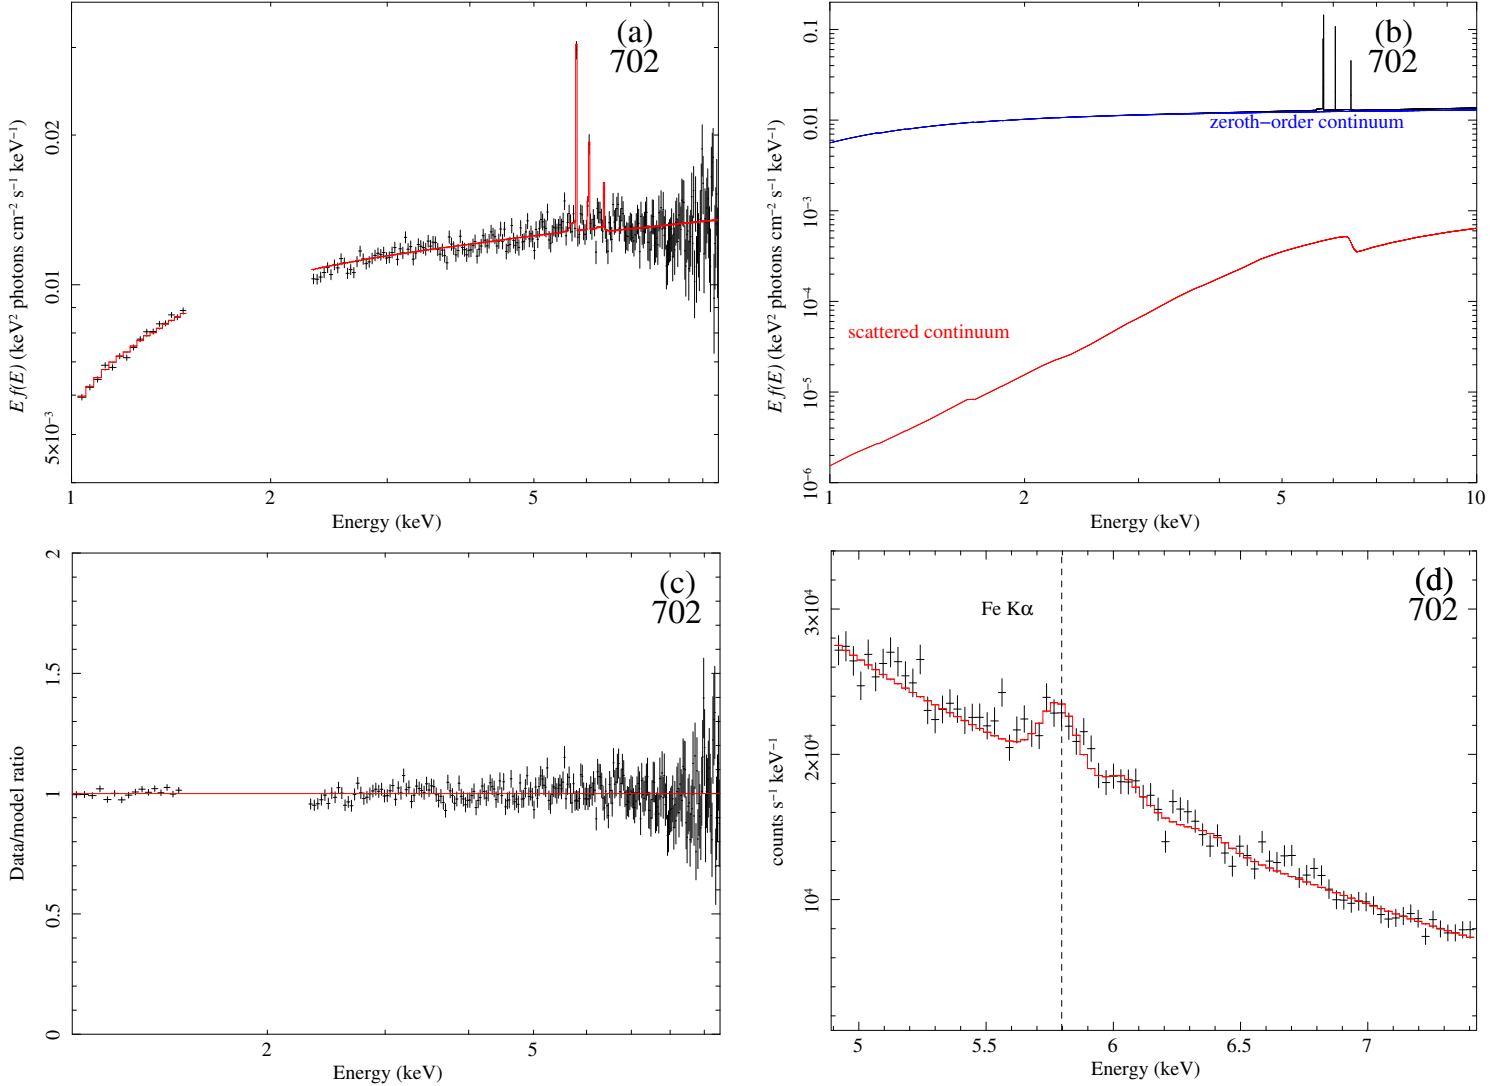 (a)
702
0.02
0.01
5×10⁻³
E f(E) (keV² photons cm⁻² s⁻¹ keV⁻¹)
1
2
5
Energy (keV)
(b)
702
0.1
0.01
10⁻³
10⁻⁴
10⁻⁵
10⁻⁶
E f(E) (keV² photons cm⁻² s⁻¹ keV⁻¹)
zeroth−order continuum
scattered continuum
1
2
5
10
Energy (keV)
(c)
702
2
1.5
1
0.5
0
Data/model ratio
2
5
Energy (keV)
(d)
702
Fe Kα
3×10⁴
2×10⁴
10⁴
counts s⁻¹ keV⁻¹
5
5.5
6
6.5
7
Energy (keV)